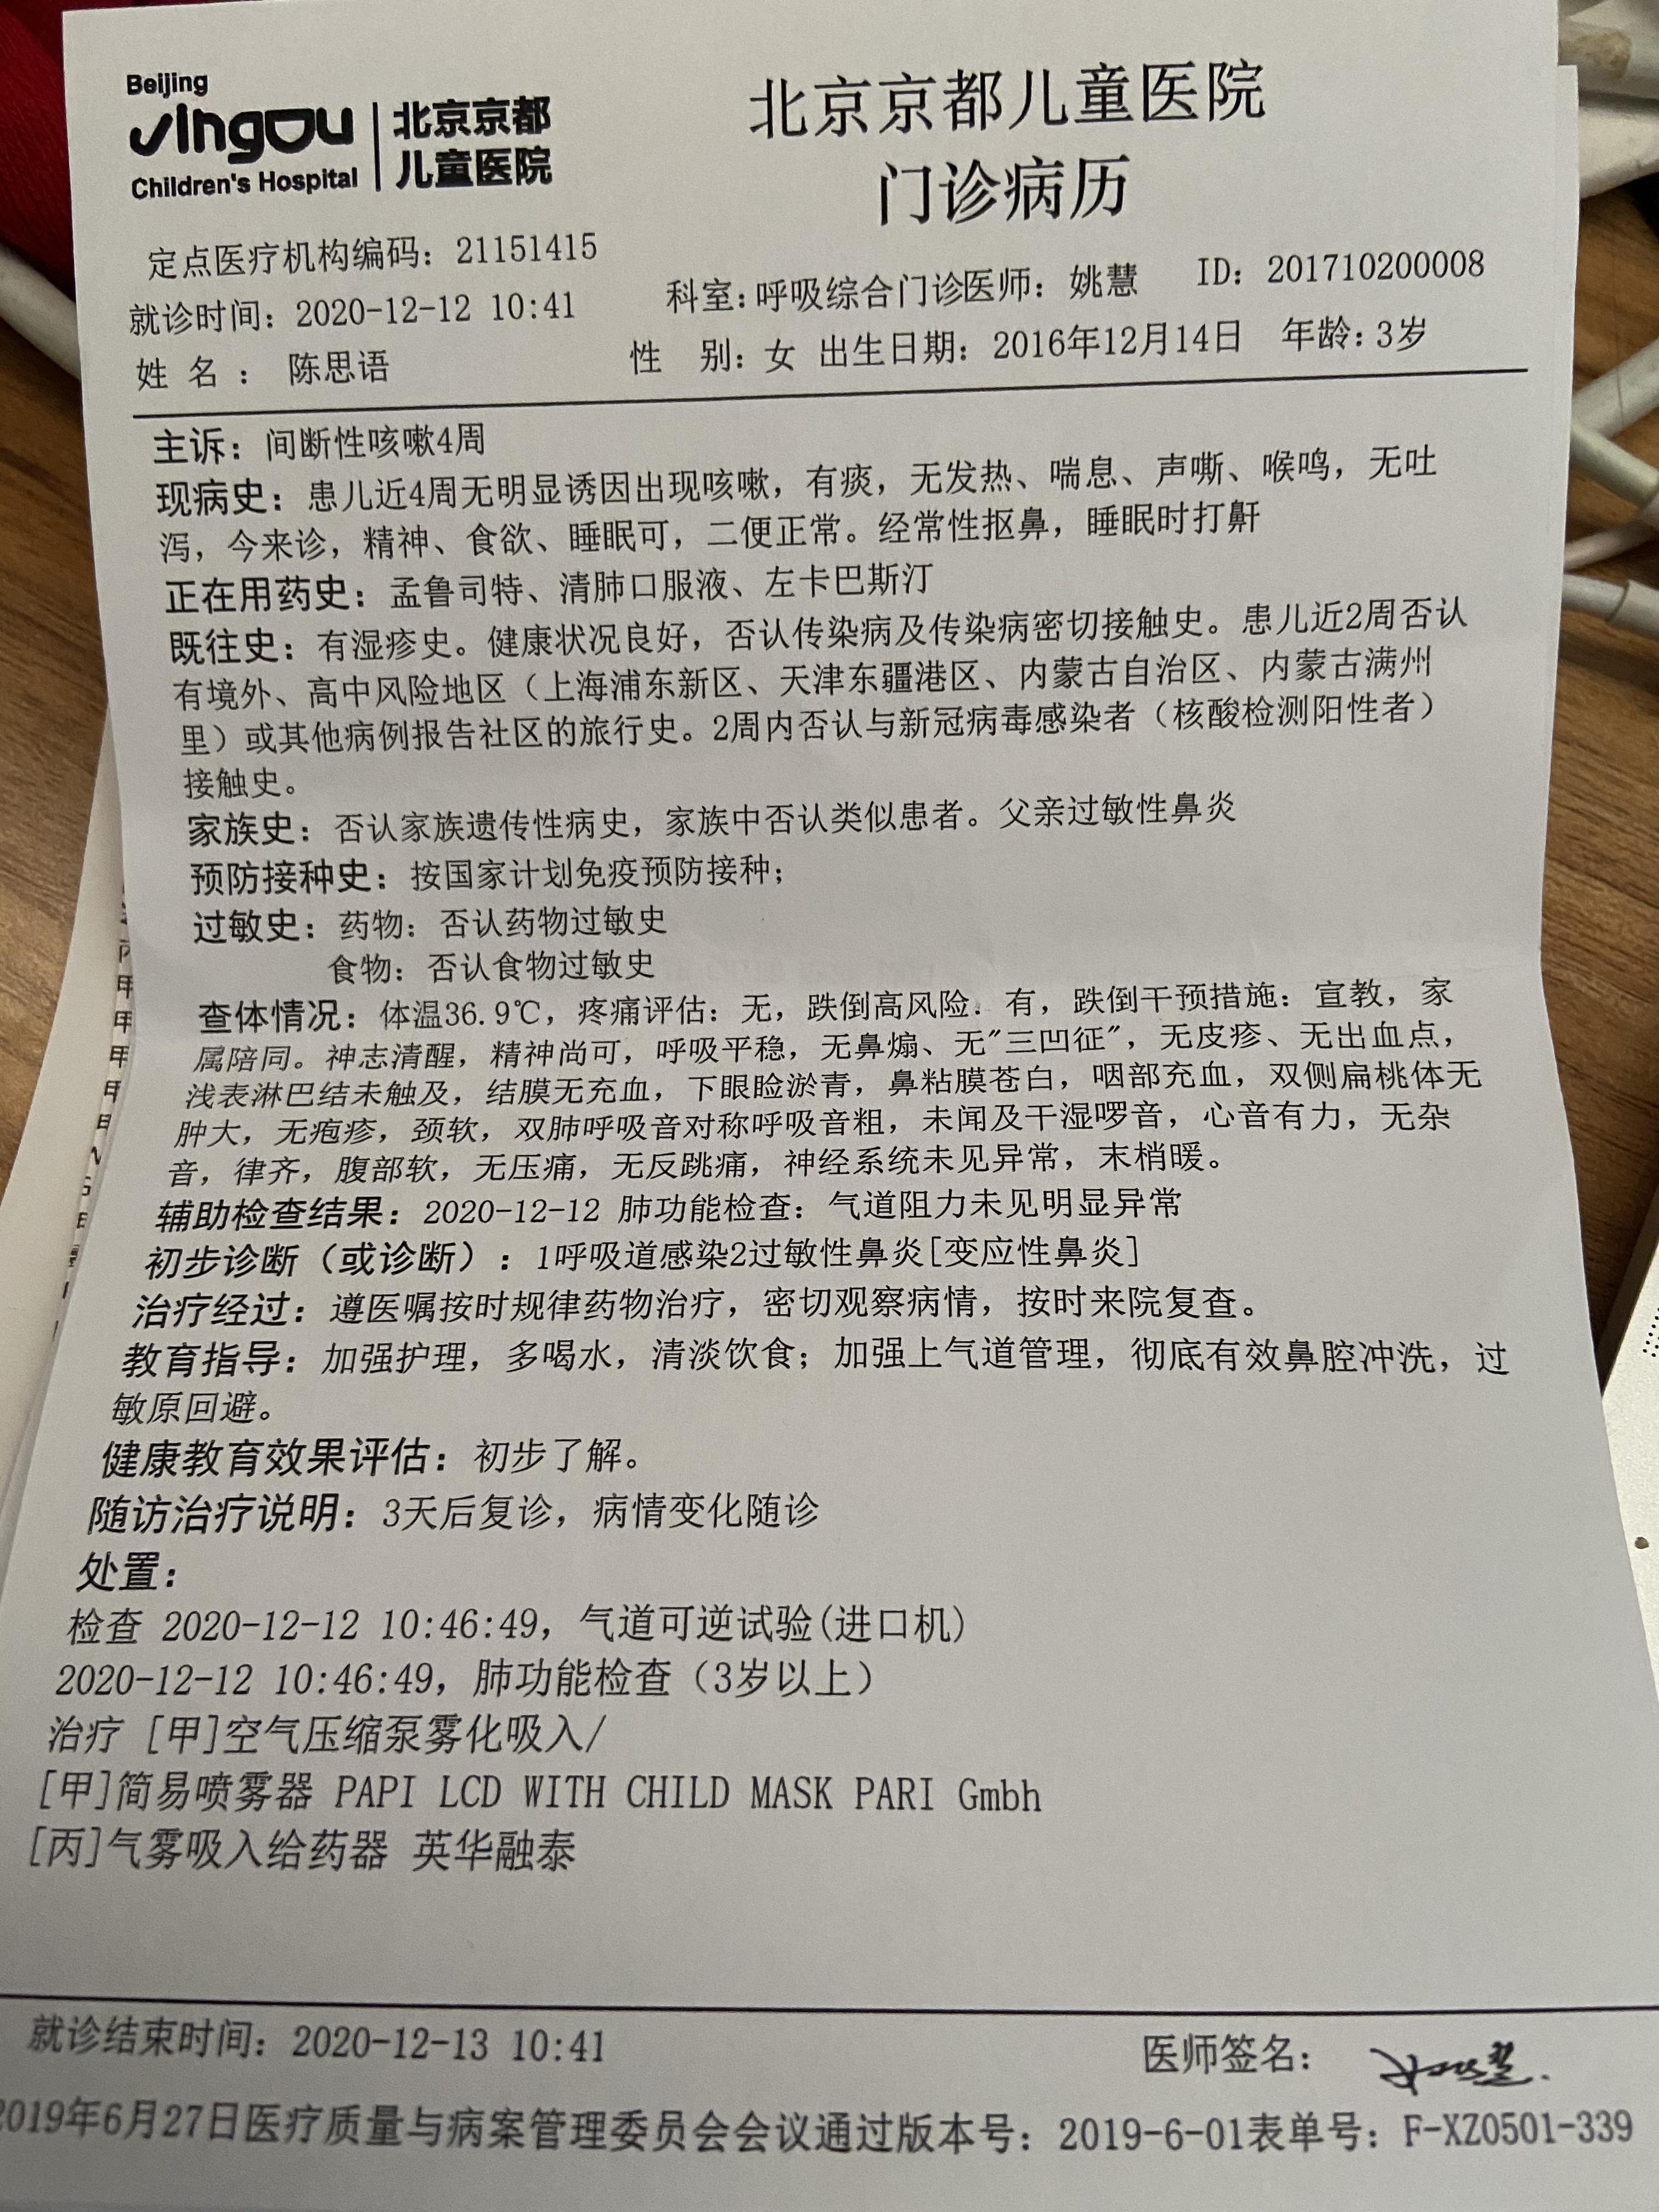 Beijing
Jingdu
Children's Hospital
北京京都
儿童医院
北京京都儿童医院
门诊病历
定点医疗机构编码：21151415
就诊时间：2020-12-12 10:41 科室：呼吸综合门诊医师：姚慧 ID：201710200008
姓 名 ： 陈思语 性 别：女 出生日期：2016年12月14日 年龄：3岁
主诉：间断性咳嗽4周
现病史：患儿近4周无明显诱因出现咳嗽，有痰，无发热、喘息、声嘶、喉鸣，无吐
泻，今来诊，精神、食欲、睡眠可，二便正常。经常性抠鼻，睡眠时打鼾
正在用药史：孟鲁司特、清肺口服液、左卡巴斯汀
既往史：有湿疹史。健康状况良好，否认传染病及传染病密切接触史。患儿近2周否认
有境外、高中风险地区（上海浦东新区、天津东疆港区、内蒙古自治区、内蒙古满州
里）或其他病例报告社区的旅行史。2周内否认与新冠病毒感染者（核酸检测阳性者）
接触史。
家族史：否认家族遗传性病史，家族中否认类似患者。父亲过敏性鼻炎
预防接种史：按国家计划免疫预防接种；
过敏史：药物：否认药物过敏史
食物：否认食物过敏史
查体情况：体温36.9℃，疼痛评估：无，跌倒高风险：有，跌倒干预措施：宣教，家
属陪同。神志清醒，精神尚可，呼吸平稳，无鼻煽、无"三凹征"，无皮疹、无出血点，
浅表淋巴结未触及，结膜无充血，下眼睑淤青，鼻粘膜苍白，咽部充血，双侧扁桃体无
肿大，无疱疹，颈软，双肺呼吸音对称呼吸音粗，未闻及干湿啰音，心音有力，无杂
音，律齐，腹部软，无压痛，无反跳痛，神经系统未见异常，末梢暖。
辅助检查结果：2020-12-12 肺功能检查：气道阻力未见明显异常
初步诊断（或诊断）：1呼吸道感染2过敏性鼻炎[变应性鼻炎]
治疗经过：遵医嘱按时规律药物治疗，密切观察病情，按时来院复查。
教育指导：加强护理，多喝水，清淡饮食；加强上气道管理，彻底有效鼻腔冲洗，过
敏原回避。
健康教育效果评估：初步了解。
随访治疗说明：3天后复诊，病情变化随诊
处置：
检查 2020-12-12 10:46:49，气道可逆试验(进口机)
2020-12-12 10:46:49，肺功能检查（3岁以上）
治疗 [甲]空气压缩泵雾化吸入/
[甲]简易喷雾器 PAPI LCD WITH CHILD MASK PARI Gmbh
[丙]气雾吸入给药器 英华融泰
就诊结束时间：2020-12-13 10:41 医师签名：
2019年6月27日医疗质量与病案管理委员会会议通过版本号：2019-6-01表单号：F-XZ0501-339